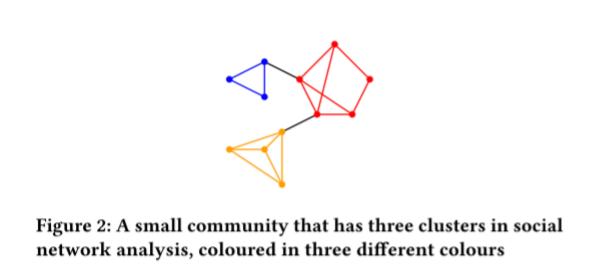 Figure 2: A small community that has three clusters in social
network analysis, coloured in three different colours